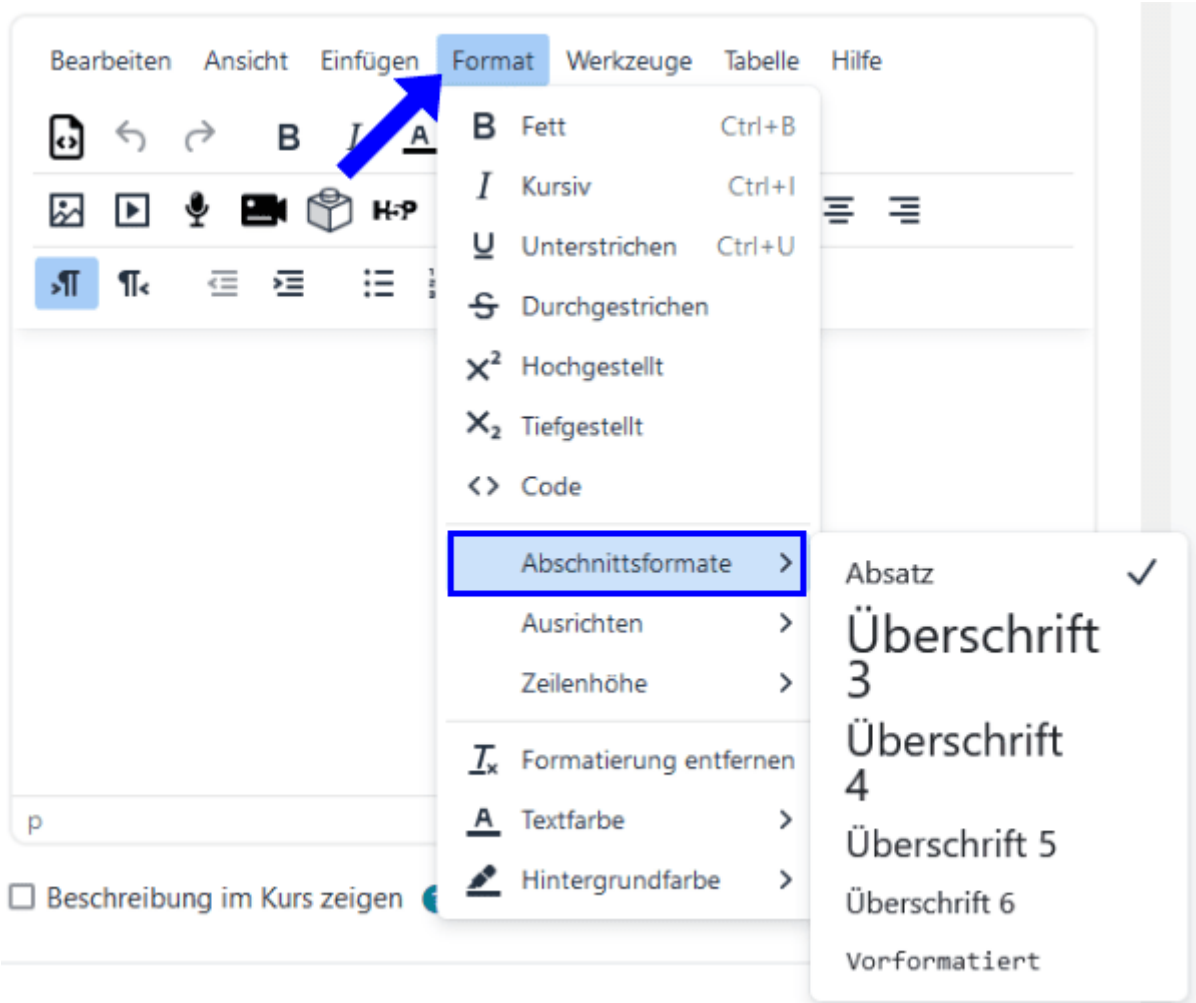 Bearbeiten Ansicht Einfügen Format Werkzeuge Tabelle Hilfe
B I A
H5P
B Fett Ctrl+B
I Kursiv Ctrl+I
U Unterstrichen Ctrl+U
S Durchgestrichen
X² Hochgestellt
X₂ Tiefgestellt
<> Code
Abschnittsformate
Ausrichten
Zeilenhöhe
Formatierung entfernen
A Textfarbe
Hintergrundfarbe
Absatz
Überschrift
3
Überschrift
4
Überschrift 5
Überschrift 6
Vorformatiert
p
Beschreibung im Kurs zeigen